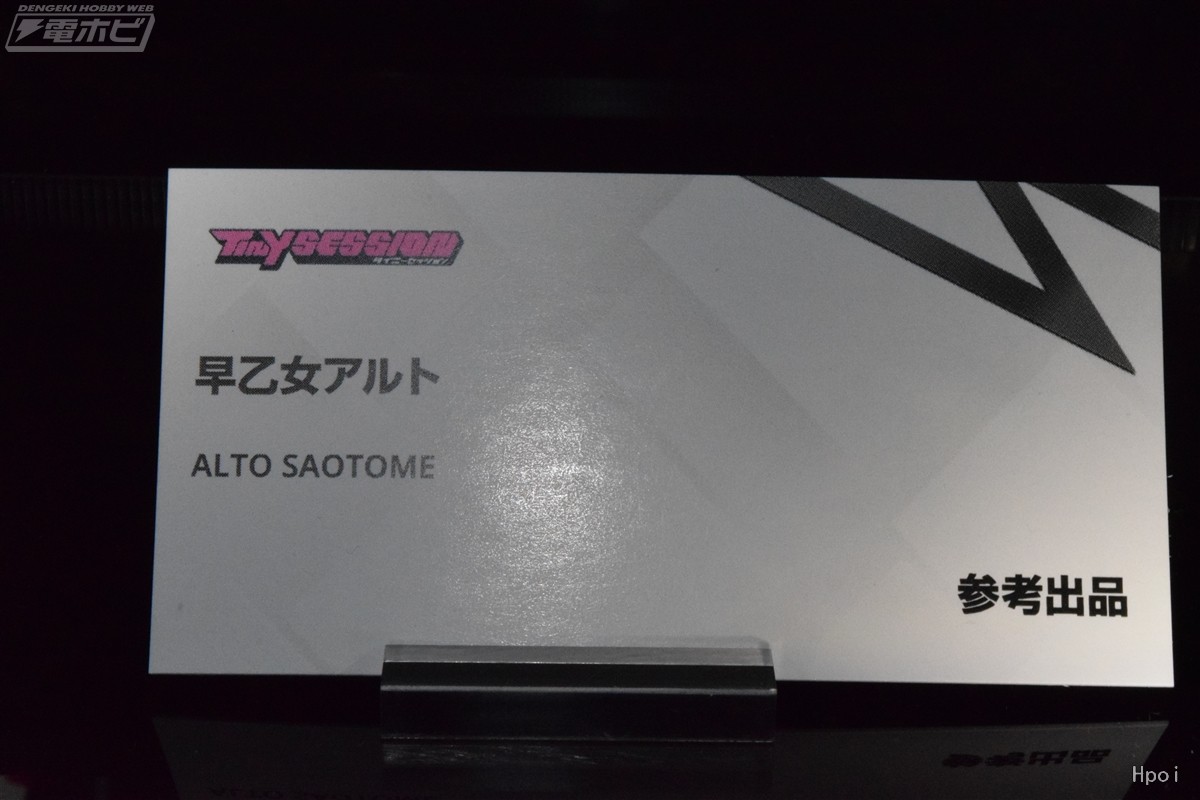 DENGEKI HOBBY WEB
電ホビ
TINY SESSION
タイニーセッション
早乙女アルト
ALTO SAOTOME
参考出品
Hpoi